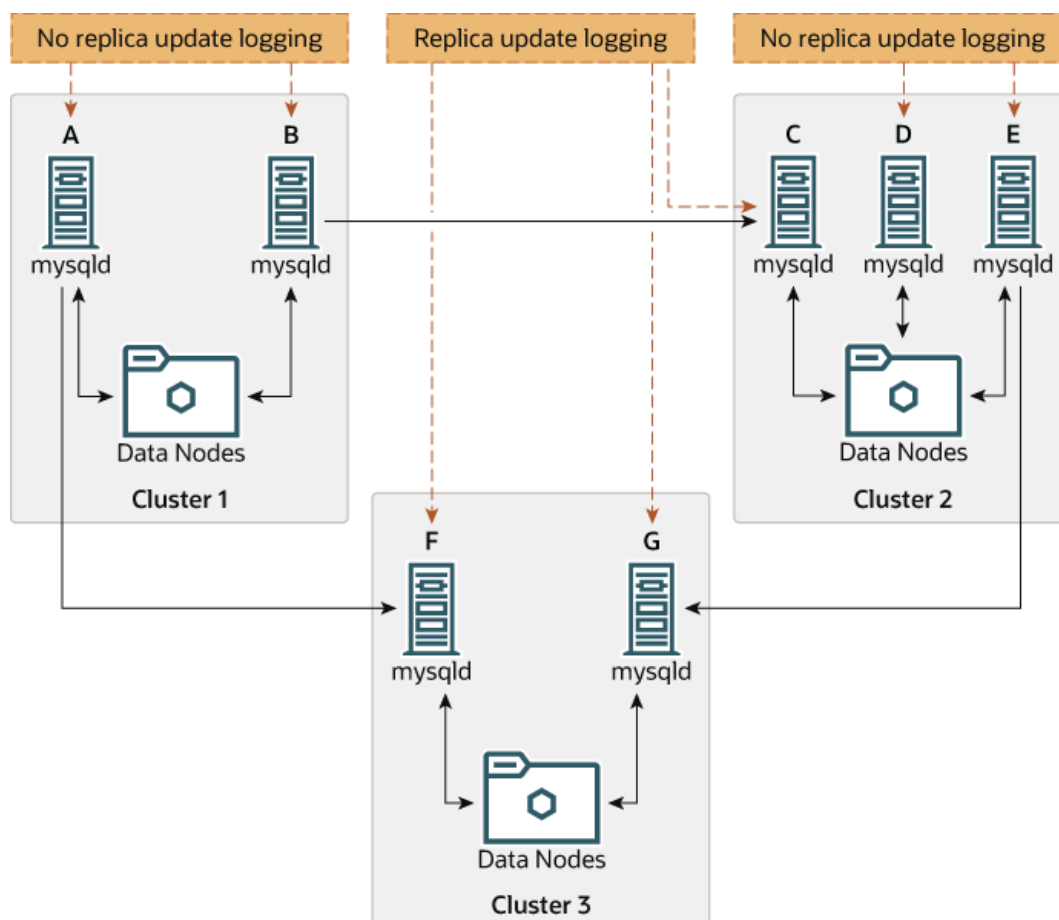 No replica update logging
Replica update logging
No replica update logging
A
B
C
D
E
mysqld
mysqld
mysqld
mysqld
mysqld
Data Nodes
Data Nodes
Cluster 1
Cluster 2
F
G
mysqld
mysqld
Data Nodes
Cluster 3